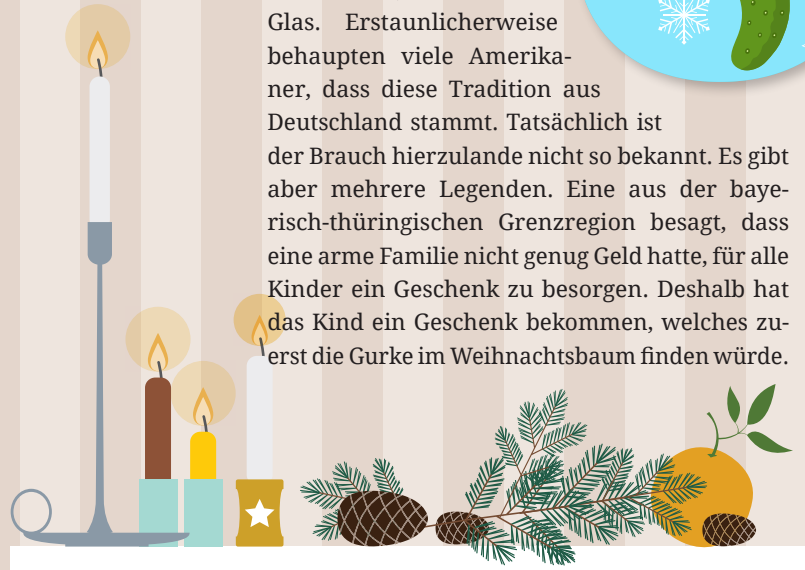 Glas. Erstaunlicherweise
behaupten viele Amerika-
ner, dass diese Tradition aus
Deutschland stammt. Tatsächlich ist
der Brauch hierzulande nicht so bekannt. Es gibt
aber mehrere Legenden. Eine aus der baye-
risch-thüringischen Grenzregion besagt, dass
eine arme Familie nicht genug Geld hatte, für alle
Kinder ein Geschenk zu besorgen. Deshalb hat
das Kind ein Geschenk bekommen, welches zu-
erst die Gurke im Weihnachtsbaum finden würde.